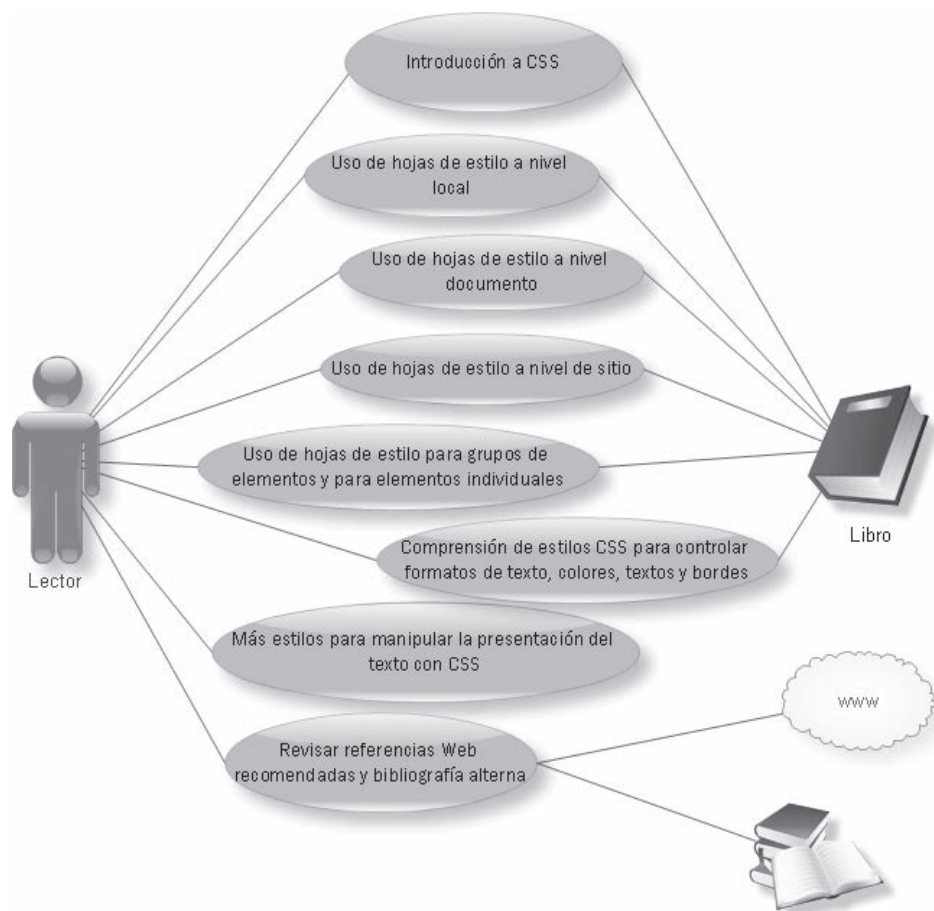 Introducción a CSS
Uso de hojas de estilo a nivel
local
Uso de hojas de estilo a nivel
documento
Uso de hojas de estilo a nivel de sitio
Uso de hojas de estilo para grupos de
elementos y para elementos individuales
Comprensión de estilos CSS para controlar
formatos de texto, colores, textos y bordes
Más estilos para manipular la presentación del
texto con CSS
Revisar referencias Web
recomendadas y bibliografía alterna
Lector
Libro
www